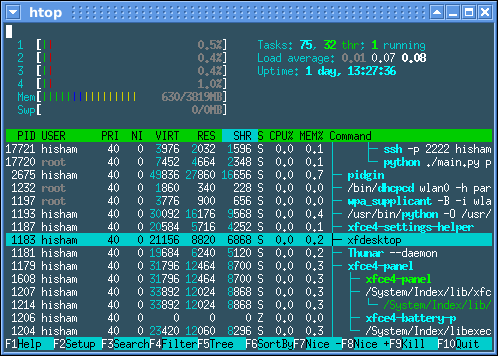 htop
1 [|| 0.5%] Tasks: 75, 32 thr; 1 running
2 [|| 0.4%] Load average: 0.01 0.07 0.08
3 [|| 0.4%] Uptime: 1 day, 13:27:36
4 [|| 1.0%]
Mem[|||||||||||||||||| 630/3819MB]
Swp[ 0/0MB]
PID USER PRI NI VIRT RES SHR S CPU% MEM% Command
17721 hisham 40 0 3976 2032 1596 S 0.0 0.1 │ ├─ ssh -p 2222 hisham
17720 root 40 0 7452 4664 2348 S 0.0 0.1 │ └─ python ./main.py p
2675 hisham 40 0 49836 27860 16656 S 0.0 0.7 ├─ pidgin
1232 root 40 0 1860 340 228 S 0.0 0.0 ├─ /bin/dhcpcd wlan0 -h par
1197 root 40 0 3776 900 656 S 0.0 0.0 ├─ wpa_supplicant -B -i wla
1193 hisham 40 0 30092 16176 9568 S 0.0 0.4 ├─ /usr/bin/python -O /usr/
1187 hisham 40 0 20584 5716 4252 S 0.0 0.1 ├─ xfce4-settings-helper
1183 hisham 40 0 21156 8820 6868 S 0.0 0.2 ├─ xfdesktop
1181 hisham 40 0 19684 6240 5120 S 0.0 0.2 ├─ Thunar --daemon
1179 hisham 40 0 31796 12464 8700 S 0.0 0.3 ├─ xfce4-panel
1608 hisham 40 0 31796 12464 8700 S 0.0 0.3 │ ├─ xfce4-panel
1207 hisham 40 0 33892 12024 8868 S 0.0 0.3 │ ├─ /System/Index/lib/xfc
1214 hisham 40 0 33892 12024 8868 S 0.0 0.3 │ │ └─ /System/Index/lib/
1206 hisham 40 0 0 0 0 Z 0.0 0.0 │ ├─ xfce4-battery-p
1204 hisham 40 0 23420 12060 8296 S 0.0 0.3 │ ├─ /System/Index/libexec
F1Help F2Setup F3Search F4Filter F5Tree F6SortBy F7Nice - F8Nice + F9Kill F10Quit